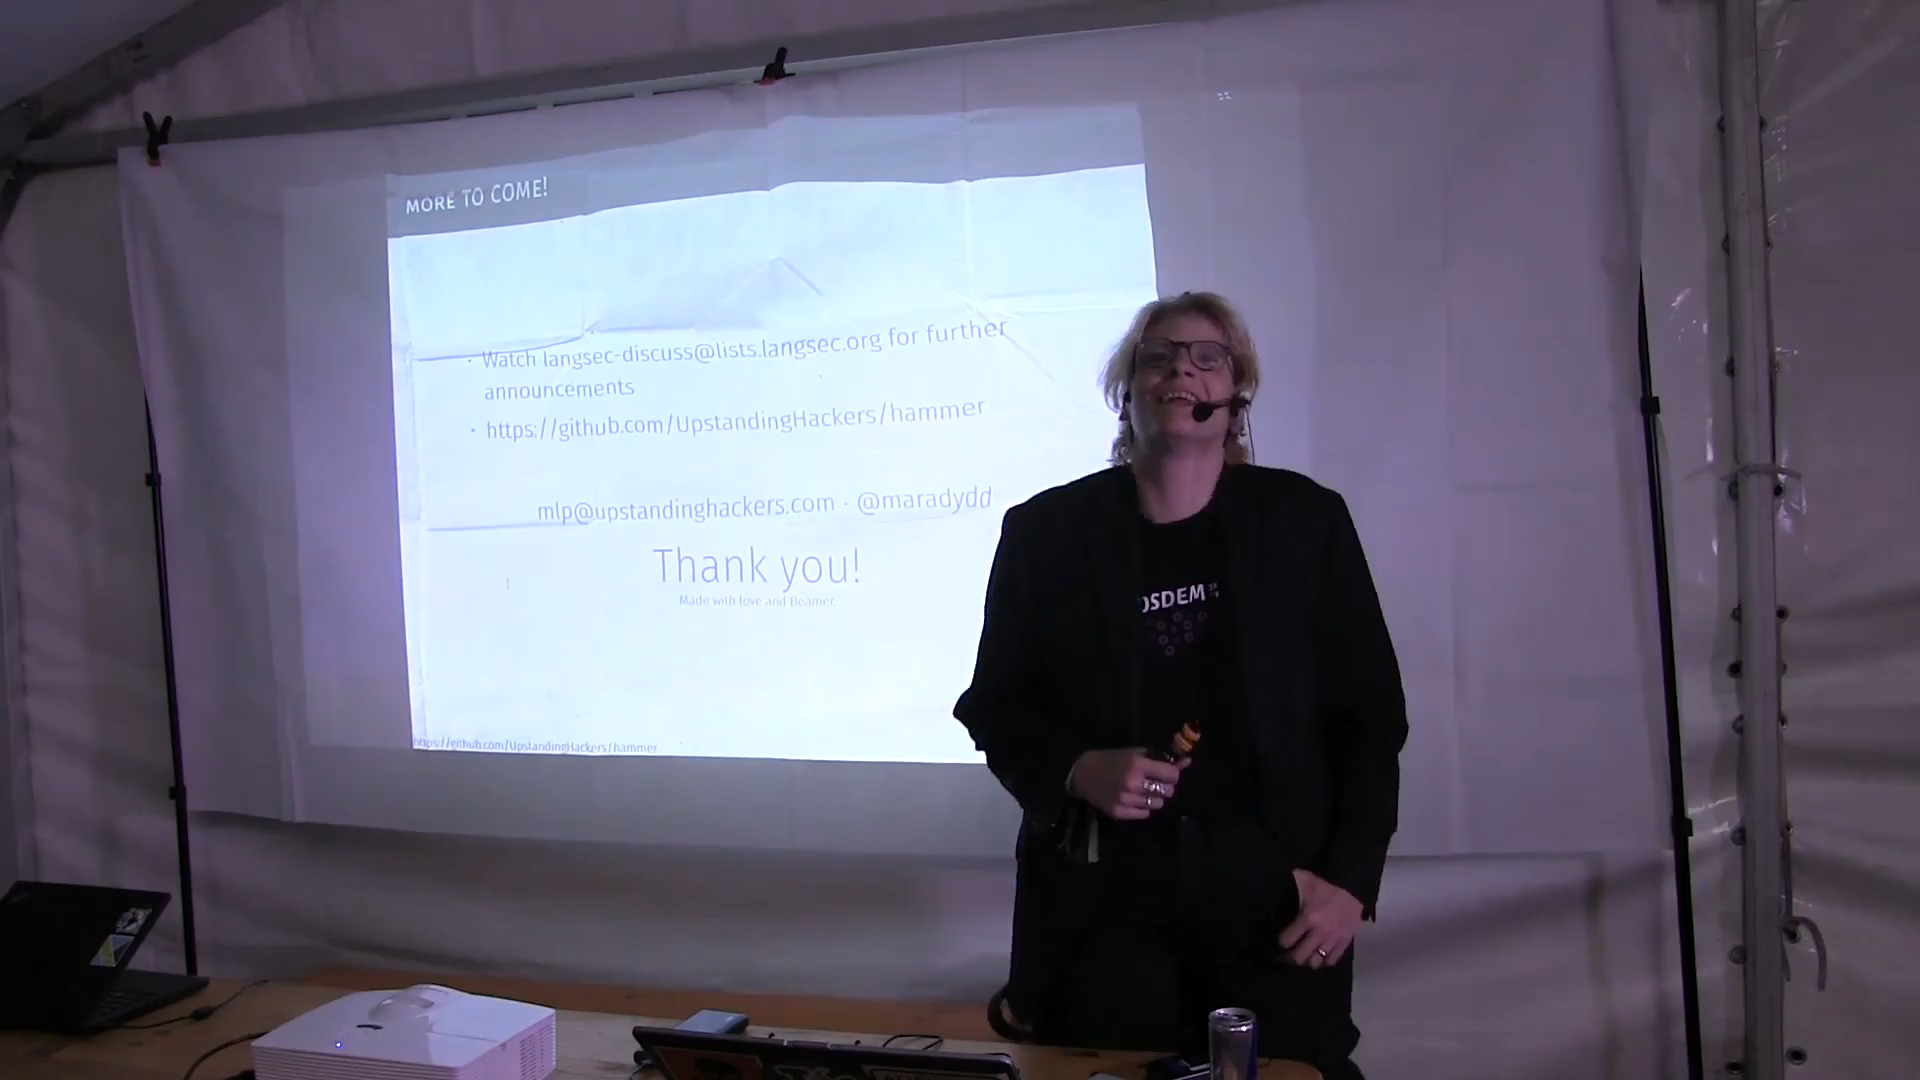 MORE TO COME!
· Watch langsec-discuss@lists.langsec.org for further
announcements
· https://github.com/UpstandingHackers/hammer
mlp@upstandinghackers.com · @maradydd
Thank you!
Made with love and Beamer.
https://github.com/UpstandingHackers/hammer
OSDEM